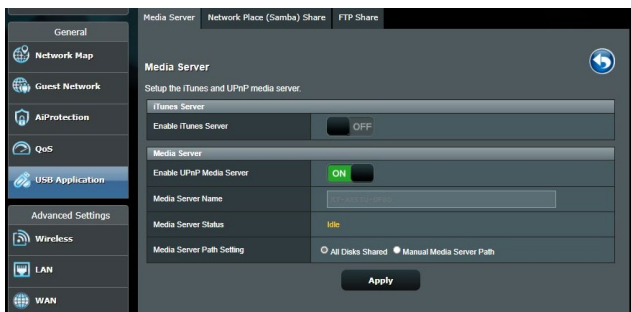 Media Server
Network Place (Samba) Share
FTP Share
General
Network Map
Guest Network
AiProtection
QoS
USB Application
Advanced Settings
Wireless
LAN
WAN
Media Server
Setup the iTunes and UPnP media server.
iTunes Server
Enable iTunes Server
OFF
Media Server
Enable UPnP Media Server
ON
Media Server Name
Media Server Status
Idle
Media Server Path Setting
All Disks Shared
Manual Media Server Path
Apply